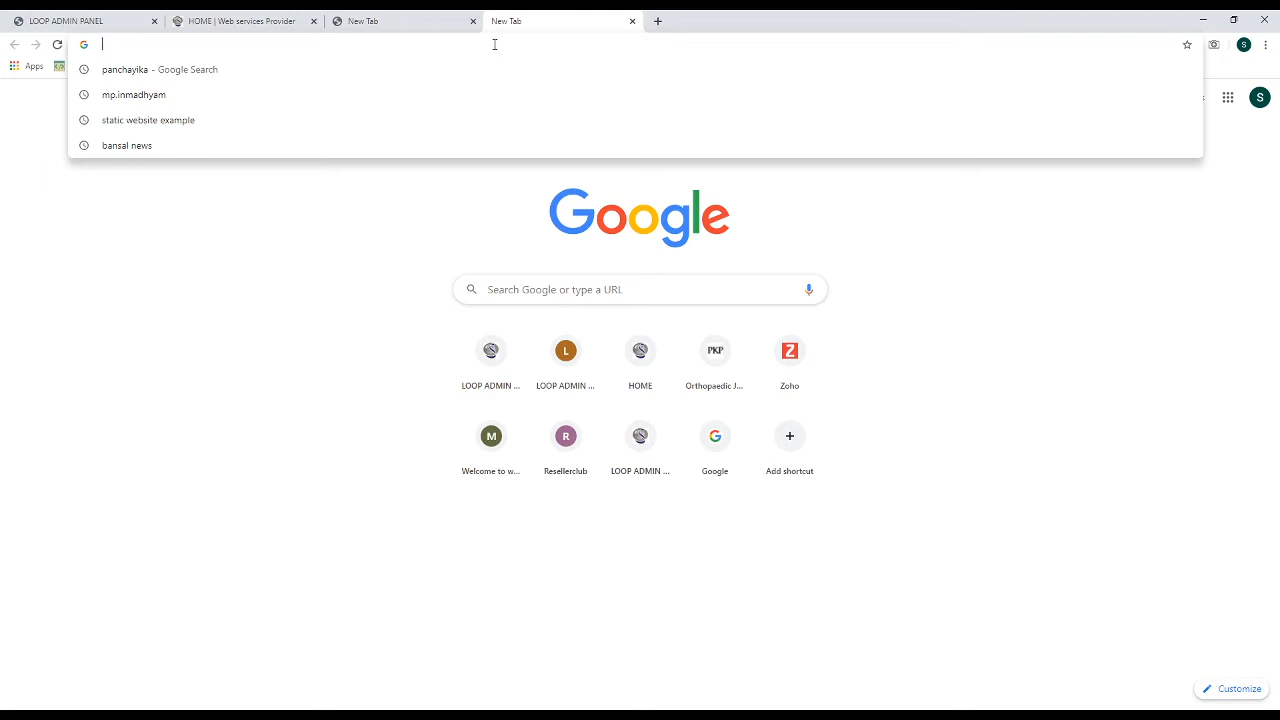 LOOP ADMIN PANEL
HOME | Web services Provider
New Tab
New Tab
Apps
panchayika - Google Search
mp.inmadhyam
static website example
bansal news
S
S
Google
Search Google or type a URL
LOOP ADMIN ...
L
LOOP ADMIN ...
HOME
PKP
Orthopaedic J...
Z
Zoho
M
Welcome to w...
R
Resellerclub
LOOP ADMIN ...
G
Google
Add shortcut
Customize